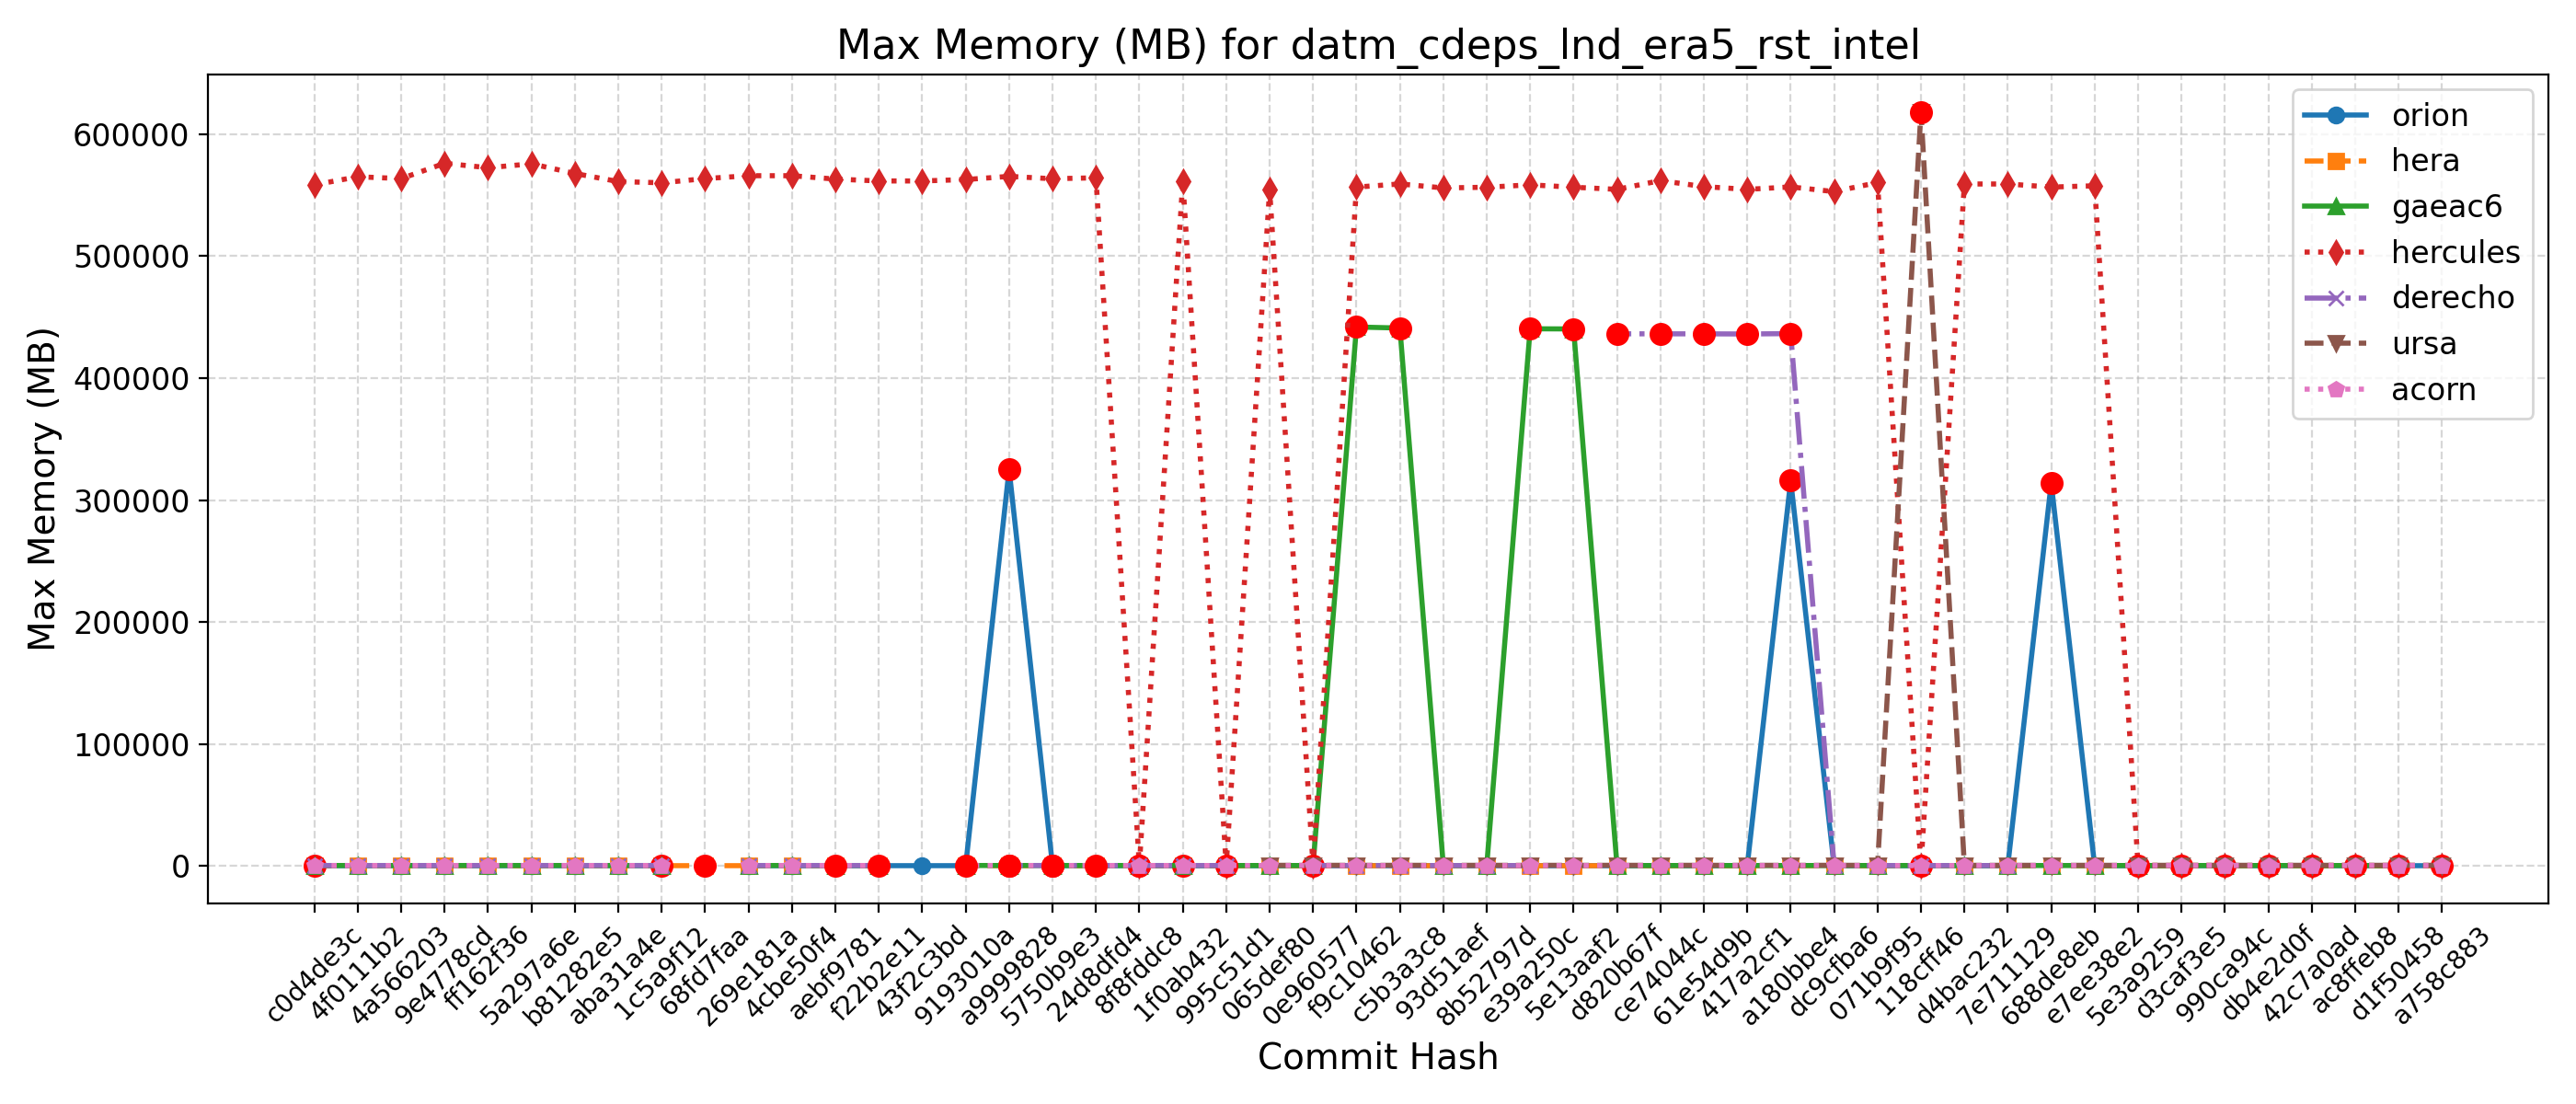 Max Memory (MB) for datm_cdeps_lnd_era5_rst_intel
Max Memory (MB)
600000
500000
400000
300000
200000
100000
0
orion
hera
gaeac6
hercules
derecho
ursa
acorn
c0d4de3c
4f0111b2
4a566203
9e4778cd
ff162f36
5a297a6e
b81282e5
aba31a4e
1c5a9f12
68fd7faa
269e181a
4cbe50f4
aebf9781
f22b2e11
43f2c3bd
9193010a
a9999828
5750b9e3
24d8dfd4
8f8fddc8
1f0ab432
995c51d1
065def80
0e960577
f9c10462
c5b3a3c8
93d51aef
8b52797d
e39a250c
5e13aaf2
d820b67f
ce74044c
61e54d9b
417a2cf1
a180bbe4
dc9cfba6
071b9f95
118cff46
d4bac232
7e711129
688de8eb
e7ee38e2
5e3a9259
d3caf3e5
990ca94c
db4e2d0f
42c7a0ad
ac8ffeb8
d1f50458
a758c883
Commit Hash